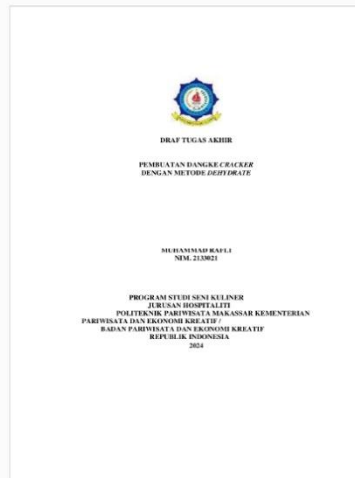 DRAF TUGAS AKHIR
PEMBUATAN DANGKE CRACKER
DENGAN METODE DEHYDRATE
MUHAMMAD RAFLI
NIM. 2133021
PROGRAM STUDI SENI KULINER
JURUSAN HOSPITALITI
POLITEKNIK PARIWISATA MAKASSAR KEMENTERIAN
PARIWISATA DAN EKONOMI KREATIF /
BADAN PARIWISATA DAN EKONOMI KREATIF
REPUBLIK INDONESIA
2024